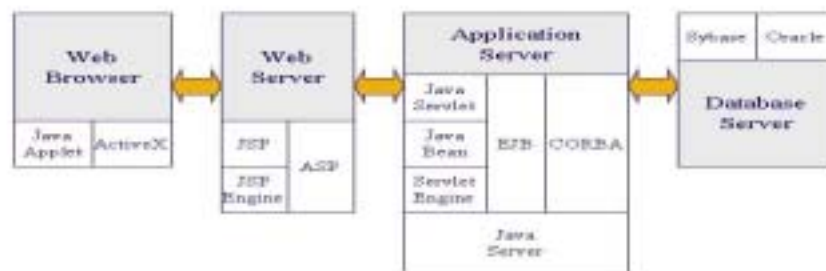 Web
Browser
Java
Applet
ActiveX
Web
Server
JSP
JSP
Engine
ASP
Application
Server
Java
Servlet
Java
Bean
Servlet
Engine
EJB
CORBA
Java
Server
Sybase
Oracle
Database
Server